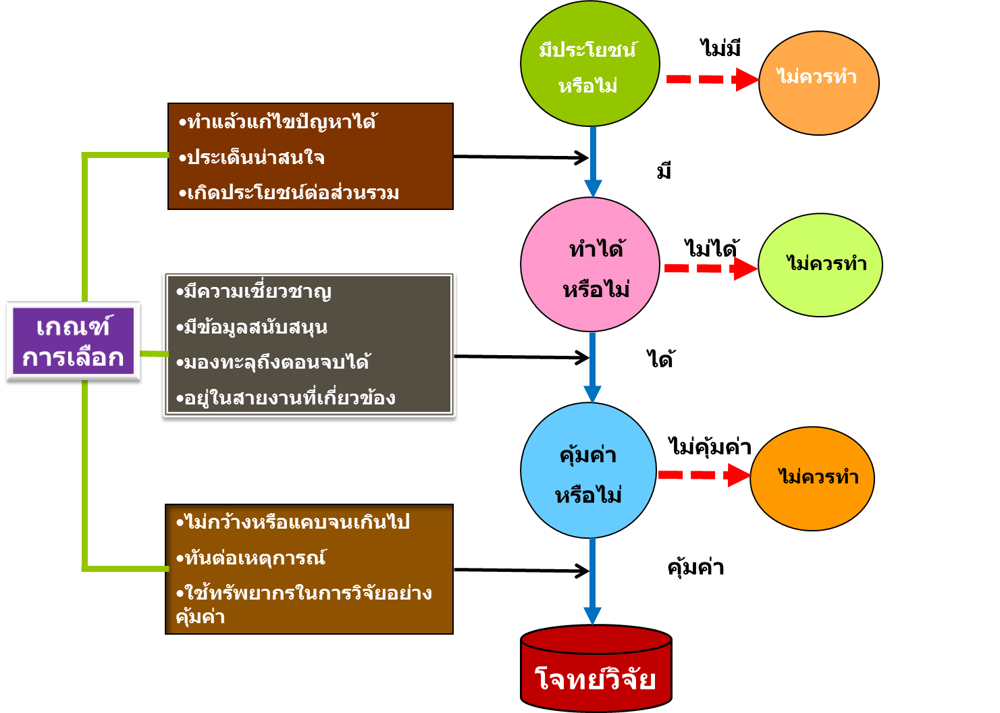 มีประโยชน์
หรือไม่
ไม่มี
ไม่ควรทำ
•ทำแล้วแก้ไขปัญหาได้
•ประเด็นน่าสนใจ
•เกิดประโยชน์ต่อส่วนรวม
มี
ทำได้
หรือไม่
ไม่ได้
ไม่ควรทำ
เกณฑ์
การเลือก
•มีความเชี่ยวชาญ
•มีข้อมูลสนับสนุน
•มองทะลุถึงตอนจบได้
•อยู่ในสายงานที่เกี่ยวข้อง
ได้
คุ้มค่า
หรือไม่
ไม่คุ้มค่า
ไม่ควรทำ
•ไม่กว้างหรือแคบจนเกินไป
•ทันต่อเหตุการณ์
•ใช้ทรัพยากรในการวิจัยอย่าง
คุ้มค่า
คุ้มค่า
โจทย์วิจัย